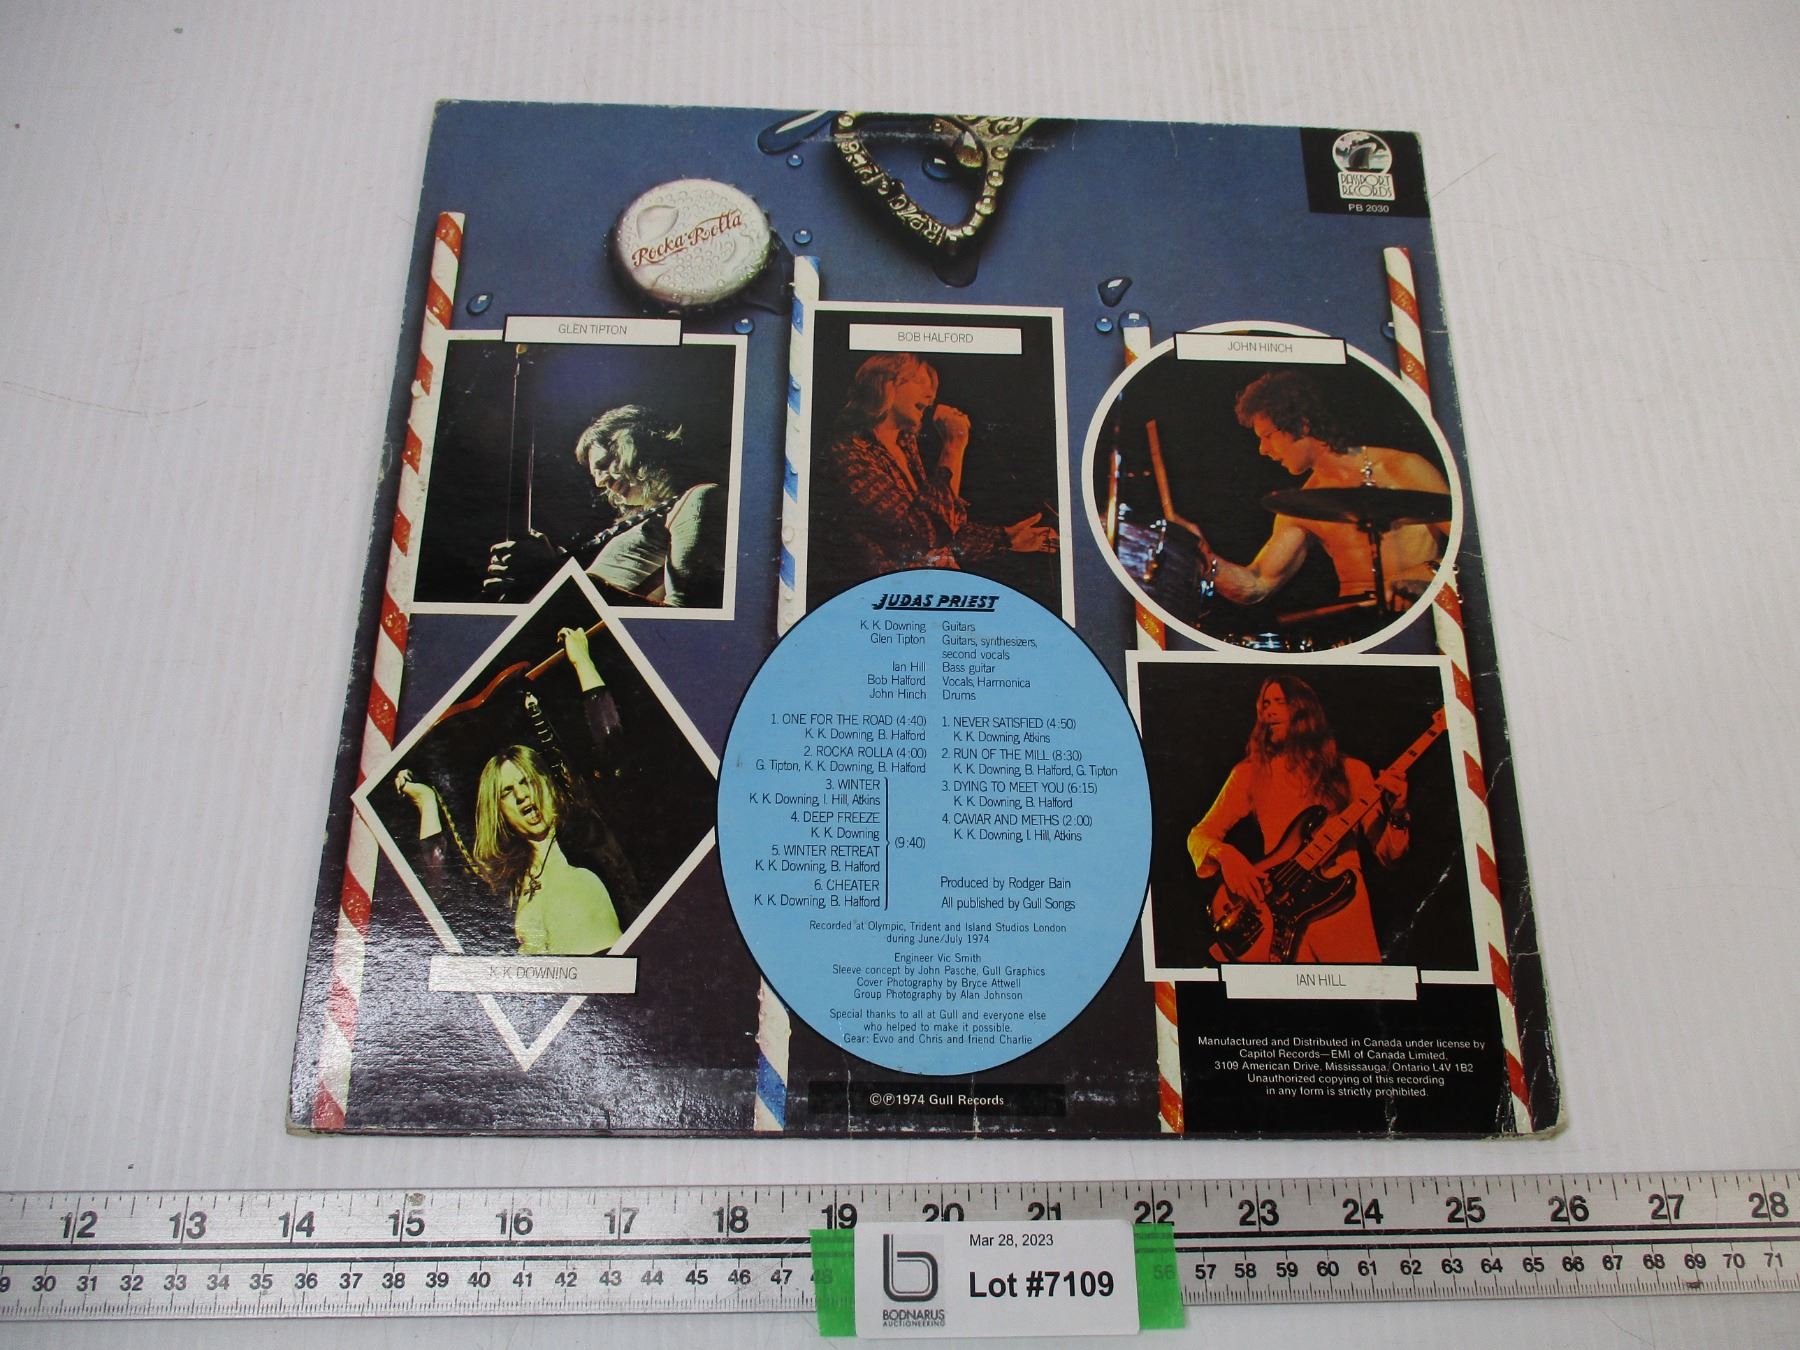 PASSPORT
RECORDS
PB 2030
Rocka Rolla
GLEN TIPTON
BOB HALFORD
JOHN HINCH
JUDAS PRIEST
K. K. Downing Guitars
Glen Tipton Guitars, synthesizers,
second vocals
Ian Hill Bass guitar
Bob Halford Vocals, Harmonica
John Hinch Drums
1. ONE FOR THE ROAD (4:40)
K. K. Downing, B. Halford
2. ROCKA ROLLA (4:00)
G. Tipton, K. K. Downing, B. Halford
3. WINTER
K. K. Downing, I. Hill, Atkins
4. DEEP FREEZE
K. K. Downing
(9:40)
5. WINTER RETREAT
K. K. Downing, B. Halford
6. CHEATER
K. K. Downing, B. Halford
1. NEVER SATISFIED (4:50)
K. K. Downing, Atkins
2. RUN OF THE MILL (8:30)
K. K. Downing, B. Halford, G. Tipton
3. DYING TO MEET YOU (6:15)
K. K. Downing, B. Halford
4. CAVIAR AND METHS (2:00)
K. K. Downing, I. Hill, Atkins
Produced by Rodger Bain
All published by Gull Songs
Recorded at Olympic, Trident and Island Studios London
during June/July 1974
Engineer Vic Smith
Sleeve concept by John Pasche, Gull Graphics
Cover Photography by Bryce Attwell
Group Photography by Alan Johnson
Special thanks to all at Gull and everyone else
who helped to make it possible.
Gear: Evvo and Chris and friend Charlie
K. K. DOWNING
IAN HILL
Manufactured and Distributed in Canada under license by
Capitol Records—EMI of Canada Limited,
3109 American Drive, Mississauga, Ontario L4V 1B2
Unauthorized copying of this recording
in any form is strictly prohibited.
©℗1974 Gull Records
12 13 14 15 16 17 18 19 20 21 22 23 24 25 26 27 28
30 31 32 33 34 35 36 37 38 39 40 41 42 43 44 45 46 47 48 56 57 58 59 60 61 62 63 64 65 66 67 68 69 70 71
Mar 28, 2023
Lot #7109
BODNARUS
AUCTIONEERING